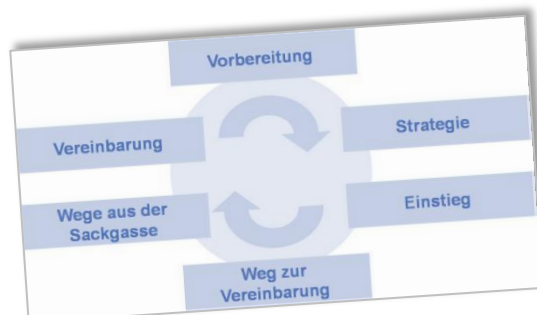 Vorbereitung
Strategie
Einstieg
Weg zur
Vereinbarung
Wege aus der
Sackgasse
Vereinbarung